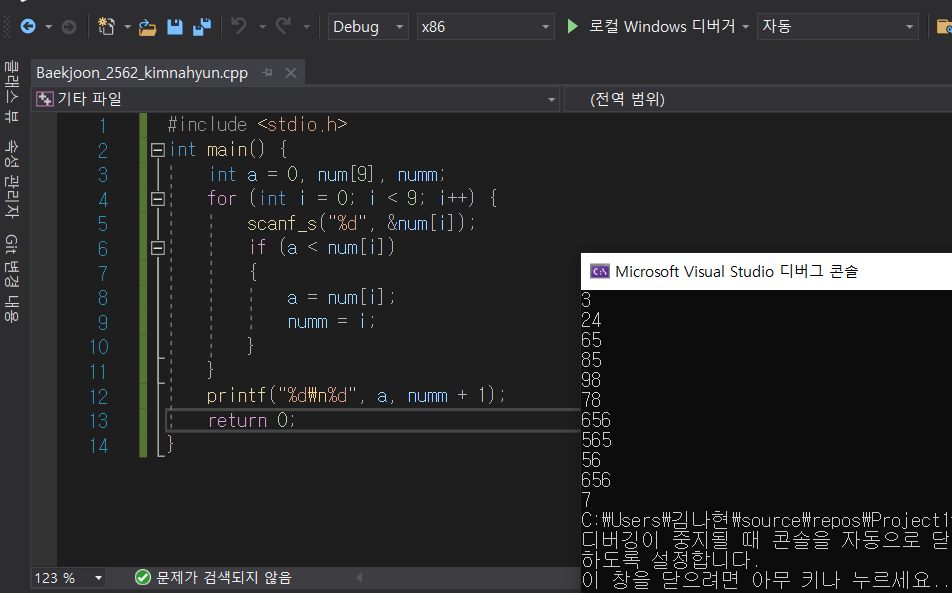 Debug
x86
로컬 Windows 디버거
자동
Baekjoon_2562_kimnahyun.cpp
기타 파일
(전역 범위)
클래스 뷰
속성 관리자
Git 변경 내용
1 #include <stdio.h>
2 int main() {
3 int a = 0, num[9], numm;
4 for (int i = 0; i < 9; i++) {
5 scanf_s("%d", &num[i]);
6 if (a < num[i])
7 {
8 a = num[i];
9 numm = i;
10 }
11 }
12 printf("%d₩n%d", a, numm + 1);
13 return 0;
14 }
Microsoft Visual Studio 디버그 콘솔
3
24
65
85
98
78
656
565
56
656
7
C:₩Users₩김나현₩source₩repos₩Project1
디버깅이 중지될 때 콘솔을 자동으로 닫
하도록 설정합니다.
이 창을 닫으려면 아무 키나 누르세요..
123 %
문제가 검색되지 않음